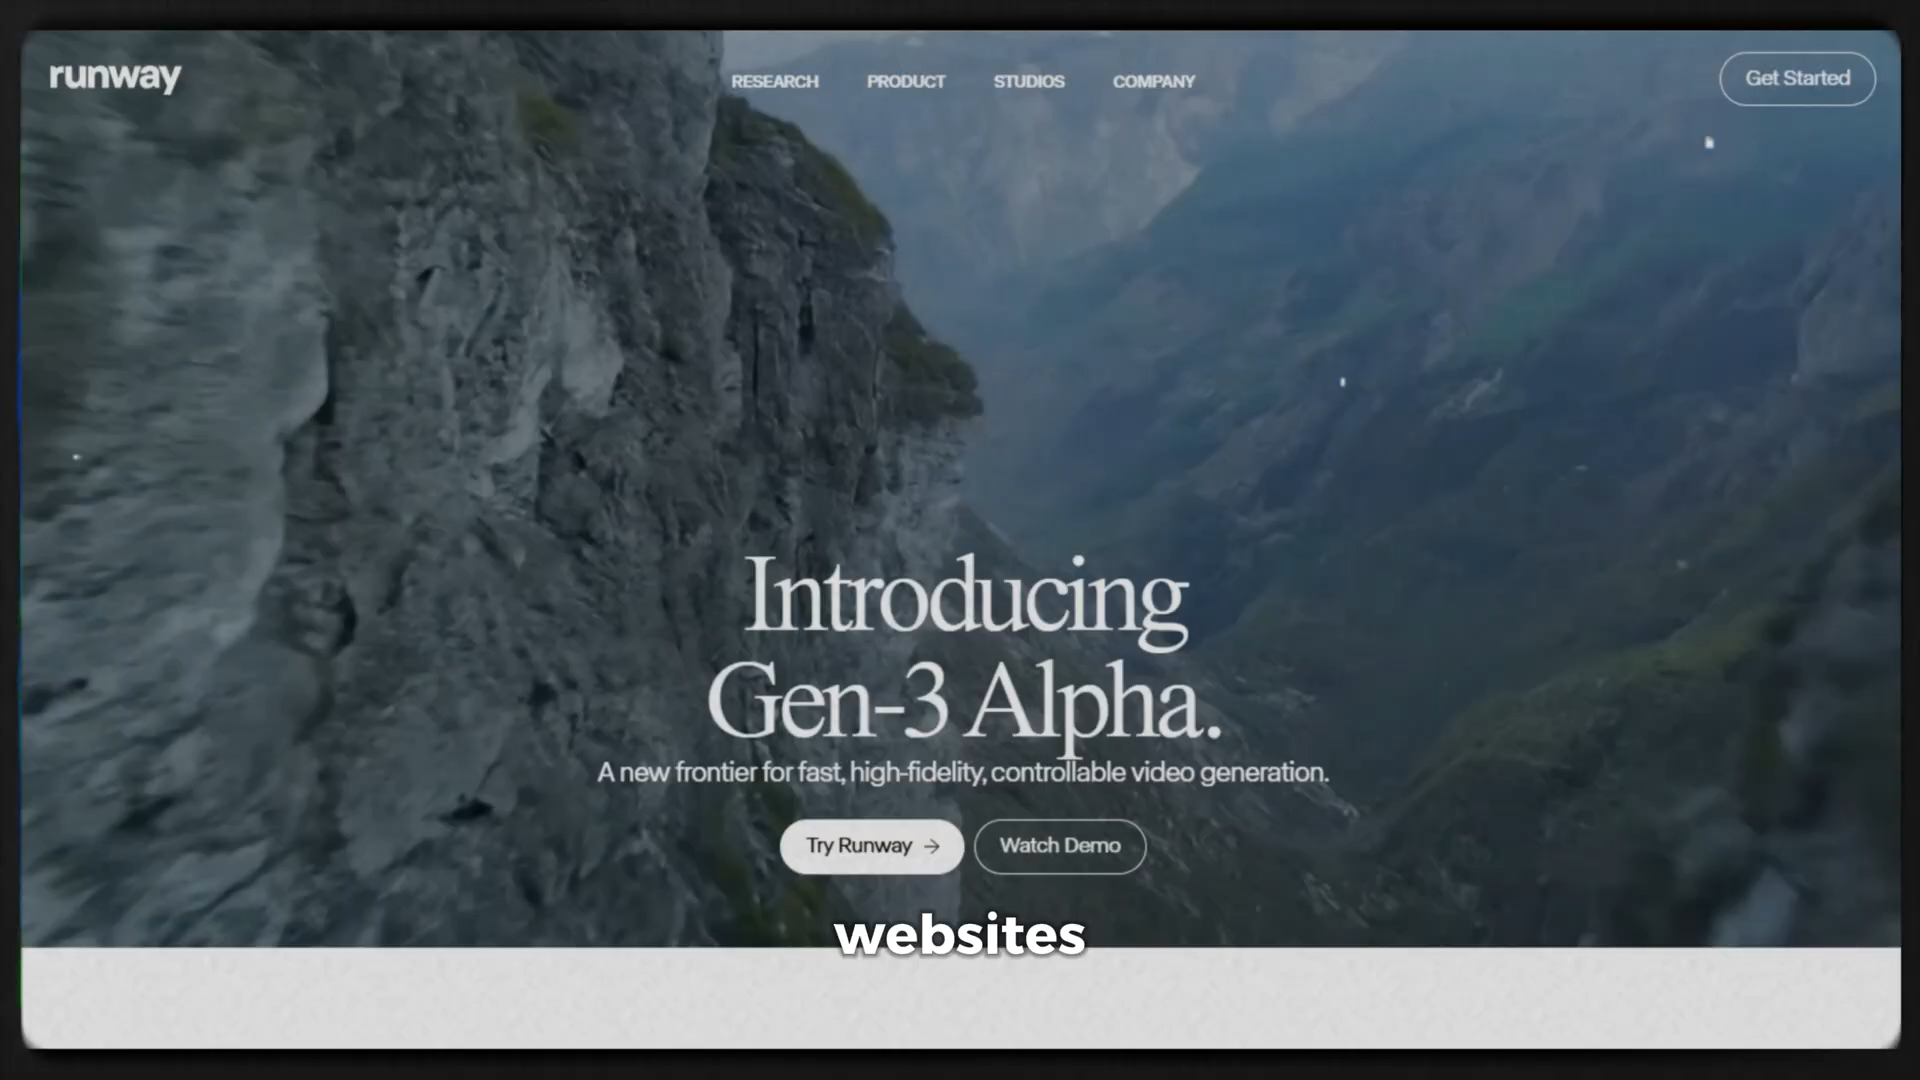 runway
RESEARCH PRODUCT STUDIOS COMPANY
Get Started
Introducing
Gen-3 Alpha.
A new frontier for fast, high-fidelity, controllable video generation.
Try Runway →
Watch Demo
websites